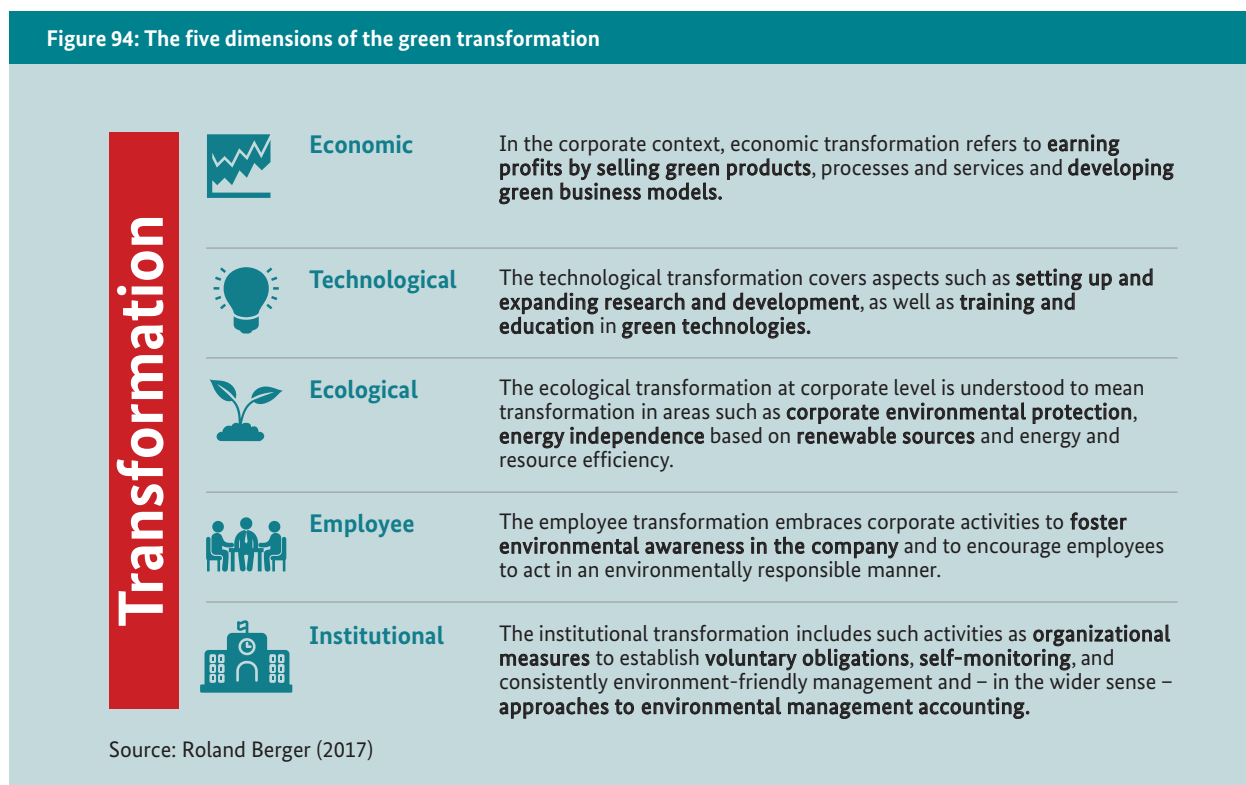 Figure 94: The five dimensions of the green transformation
Transformation
Economic
In the corporate context, economic transformation refers to earning
profits by selling green products, processes and services and developing
green business models.
Technological
The technological transformation covers aspects such as setting up and
expanding research and development, as well as training and
education in green technologies.
Ecological
The ecological transformation at corporate level is understood to mean
transformation in areas such as corporate environmental protection,
energy independence based on renewable sources and energy and
resource efficiency.
Employee
The employee transformation embraces corporate activities to foster
environmental awareness in the company and to encourage employees
to act in an environmentally responsible manner.
Institutional
The institutional transformation includes such activities as organizational
measures to establish voluntary obligations, self-monitoring, and
consistently environment-friendly management and – in the wider sense –
approaches to environmental management accounting.
Source: Roland Berger (2017)